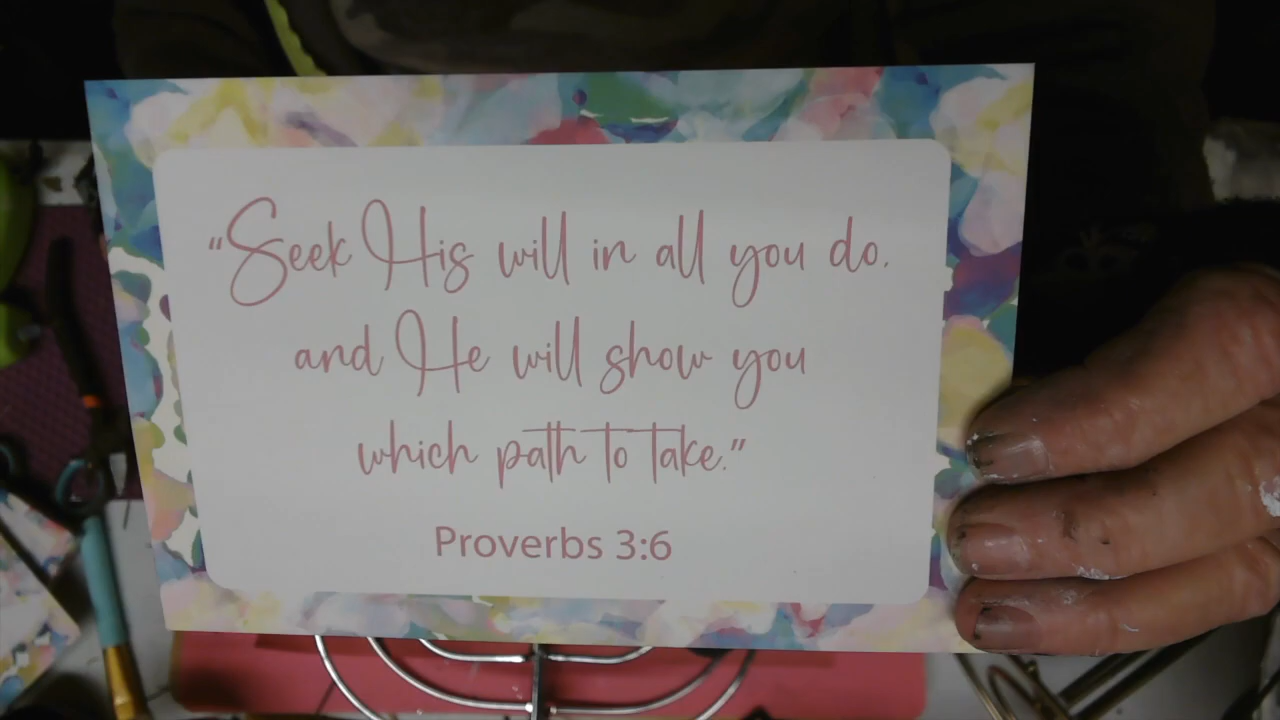 "Seek His will in all you do,
and He will show you
which path to take."
Proverbs 3:6